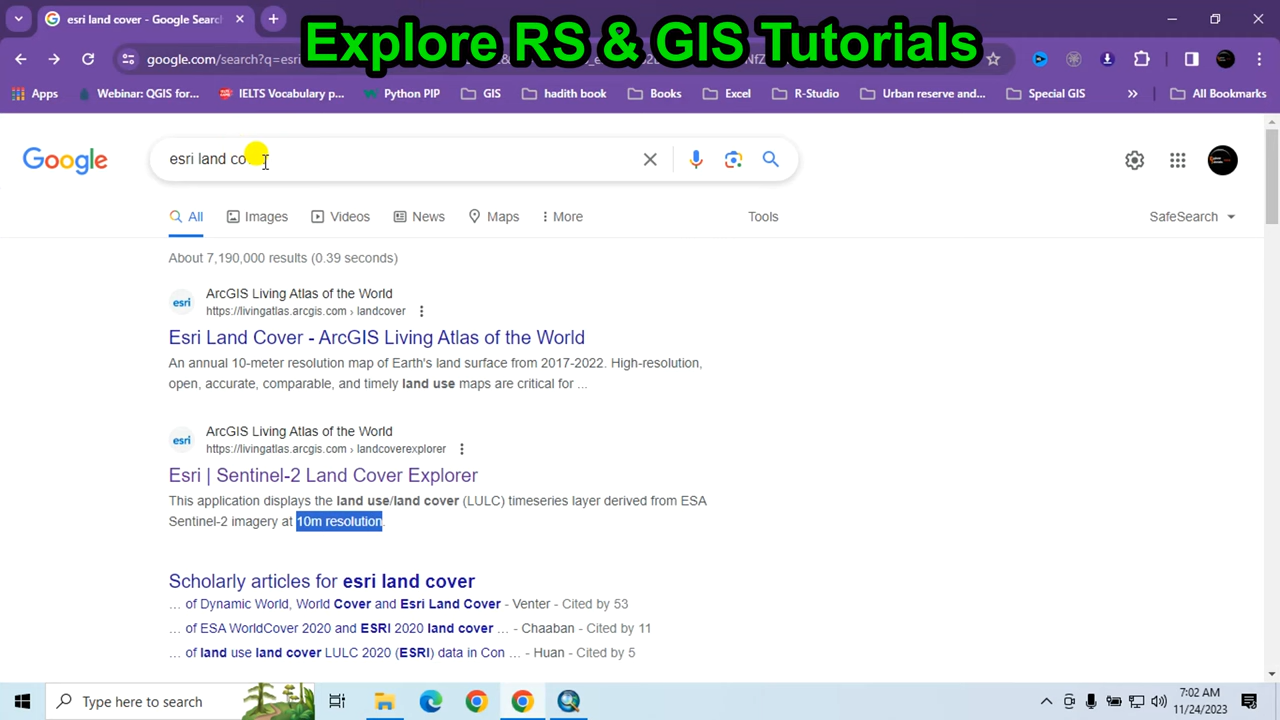 esri land cover - Google Search
Explore RS & GIS Tutorials
google.com/search?q=esri
Apps
Webinar: QGIS for...
IELTS Vocabulary p...
Python PIP
GIS
hadith book
Books
Excel
R-Studio
Urban reserve and...
Special GIS
All Bookmarks
Google
esri land co
All
Images
Videos
News
Maps
More
Tools
SafeSearch
About 7,190,000 results (0.39 seconds)
esri
ArcGIS Living Atlas of the World
https://livingatlas.arcgis.com › landcover
Esri Land Cover - ArcGIS Living Atlas of the World
An annual 10-meter resolution map of Earth's land surface from 2017-2022. High-resolution,
open, accurate, comparable, and timely land use maps are critical for ...
esri
ArcGIS Living Atlas of the World
https://livingatlas.arcgis.com › landcoverexplorer
Esri | Sentinel-2 Land Cover Explorer
This application displays the land use/land cover (LULC) timeseries layer derived from ESA
Sentinel-2 imagery at 10m resolution.
Scholarly articles for esri land cover
... of Dynamic World, World Cover and Esri Land Cover - Venter - Cited by 53
... of ESA WorldCover 2020 and ESRI 2020 land cover ... - Chaaban - Cited by 11
... of land use land cover LULC 2020 (ESRI) data in Con ... - Huan - Cited by 5
Type here to search
7:02 AM
11/24/2023